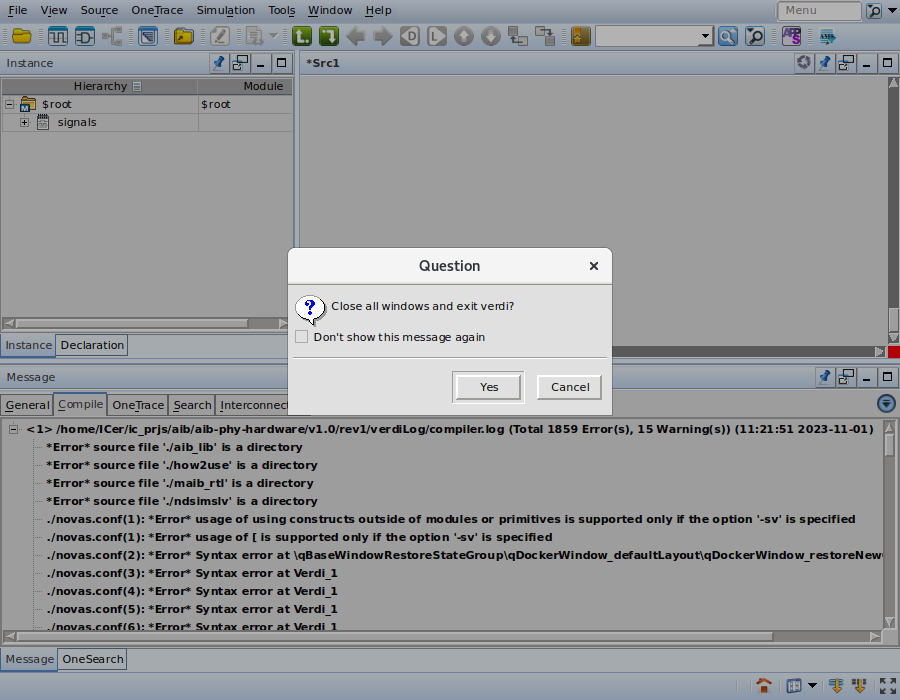 File View Source OneTrace Simulation Tools Window Help Menu
Instance
*Src1
Hierarchy Module
$root $root
signals
Question
Close all windows and exit verdi?
Don't show this message again
Yes Cancel
Instance Declaration
Message
General Compile OneTrace Search Interconnect
<1> /home/ICer/ic_prjs/aib/aib-phy-hardware/v1.0/rev1/verdiLog/compiler.log (Total 1859 Error(s), 15 Warning(s)) (11:21:51 2023-11-01)
*Error* source file './aib_lib' is a directory
*Error* source file './how2use' is a directory
*Error* source file './maib_rtl' is a directory
*Error* source file './ndsimslv' is a directory
./novas.conf(1): *Error* usage of using constructs outside of modules or primitives is supported only if the option '-sv' is specified
./novas.conf(1): *Error* usage of [ is supported only if the option '-sv' is specified
./novas.conf(2): *Error* Syntax error at \qBaseWindowRestoreStateGroup\qDockerWindow_defaultLayout\qDockerWindow_restoreNew
./novas.conf(3): *Error* Syntax error at Verdi_1
./novas.conf(4): *Error* Syntax error at Verdi_1
./novas.conf(5): *Error* Syntax error at Verdi_1
./novas.conf(6): *Error* Syntax error at Verdi_1
Message OneSearch